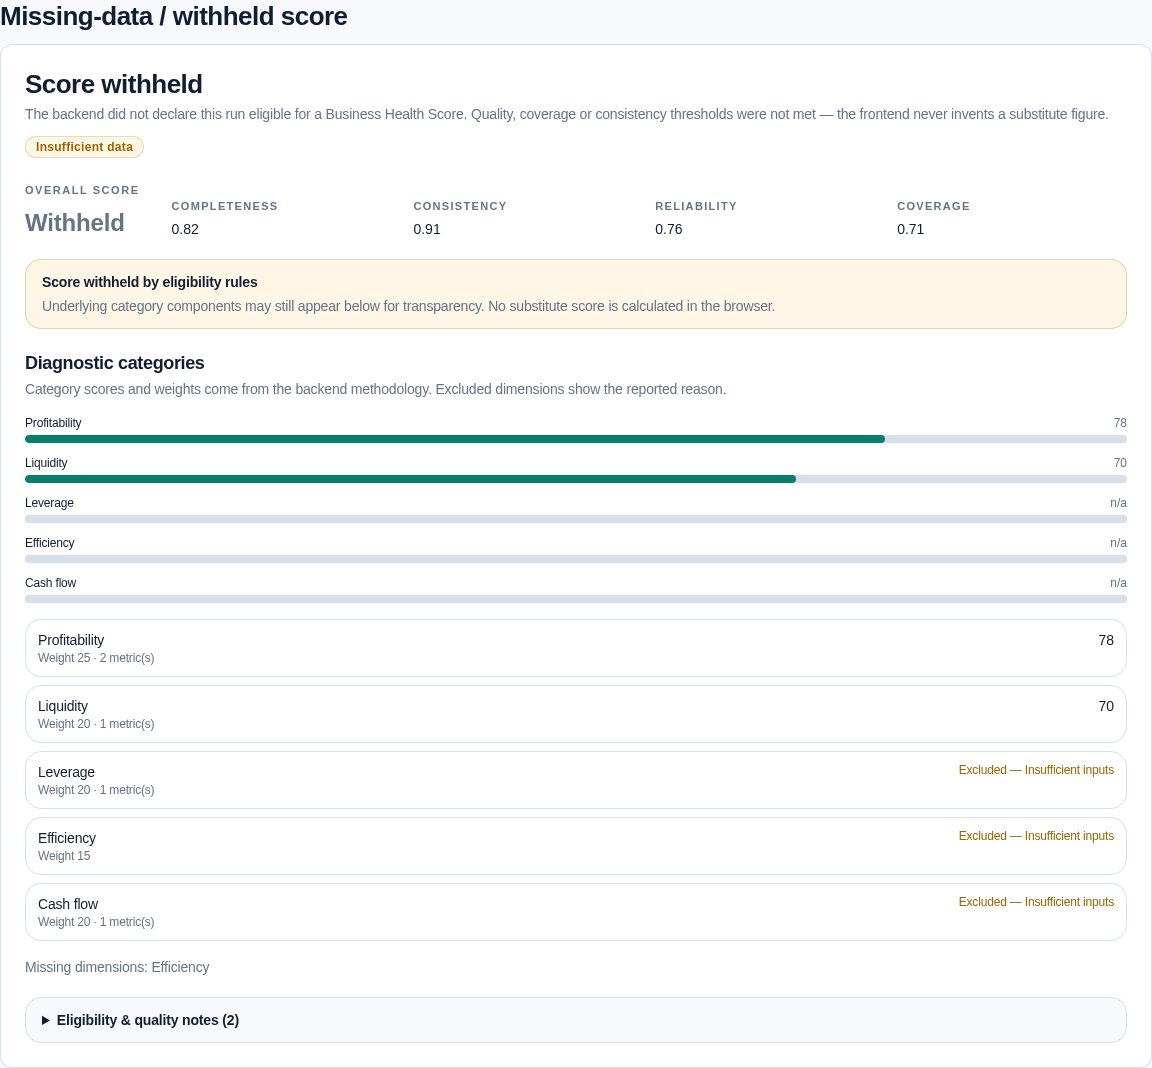 Missing-data / withheld score
Score withheld
The backend did not declare this run eligible for a Business Health Score. Quality, coverage or consistency thresholds were not met — the frontend never invents a substitute figure.
Insufficient data
OVERALL SCORE
Withheld
COMPLETENESS
0.82
CONSISTENCY
0.91
RELIABILITY
0.76
COVERAGE
0.71
Score withheld by eligibility rules
Underlying category components may still appear below for transparency. No substitute score is calculated in the browser.
Diagnostic categories
Category scores and weights come from the backend methodology. Excluded dimensions show the reported reason.
Profitability 78
Liquidity 70
Leverage n/a
Efficiency n/a
Cash flow n/a
Profitability 78
Weight 25 · 2 metric(s)
Liquidity 70
Weight 20 · 1 metric(s)
Leverage Excluded — Insufficient inputs
Weight 20 · 1 metric(s)
Efficiency Excluded — Insufficient inputs
Weight 15
Cash flow Excluded — Insufficient inputs
Weight 20 · 1 metric(s)
Missing dimensions: Efficiency
▶ Eligibility & quality notes (2)